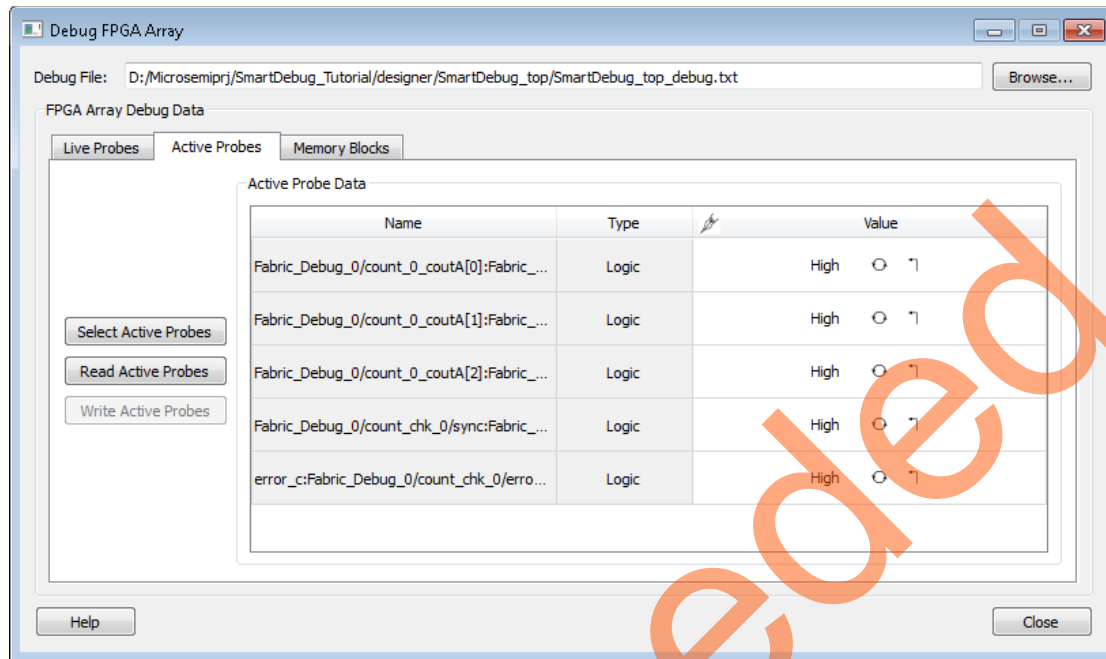 Debug FPGA Array
Debug File: D:/Microsemiprj/SmartDebug_Tutorial/designer/SmartDebug_top/SmartDebug_top_debug.txt Browse...
FPGA Array Debug Data
Live Probes Active Probes Memory Blocks
Active Probe Data
Name Type Value
Fabric_Debug_0/count_0_coutA[0]:Fabric_... Logic High
Fabric_Debug_0/count_0_coutA[1]:Fabric_... Logic High
Select Active Probes
Read Active Probes Fabric_Debug_0/count_0_coutA[2]:Fabric_... Logic High
Write Active Probes
Fabric_Debug_0/count_chk_0/sync:Fabric_... Logic High
error_c:Fabric_Debug_0/count_chk_0/erro... Logic High
Help Close
eded